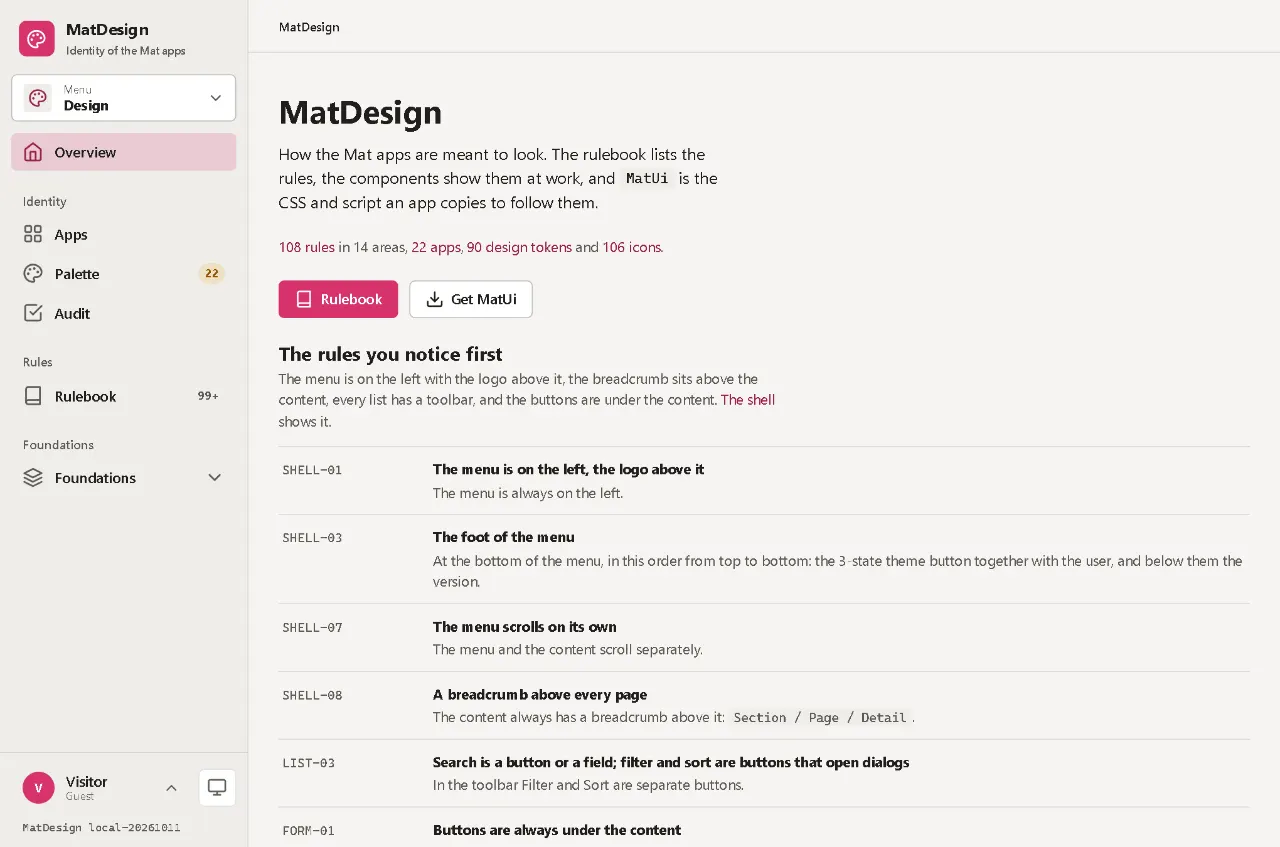 MatDesign
Identity of the Mat apps
Menu
Design
Overview
Identity
Apps
Palette 22
Audit
Rules
Rulebook 99+
Foundations
Foundations
V
Visitor
Guest
MatDesign local-20261011
MatDesign
MatDesign
How the Mat apps are meant to look. The rulebook lists the
rules, the components show them at work, and MatUi is the
CSS and script an app copies to follow them.
108 rules in 14 areas, 22 apps, 90 design tokens and 106 icons.
Rulebook
Get MatUi
The rules you notice first
The menu is on the left with the logo above it, the breadcrumb sits above the
content, every list has a toolbar, and the buttons are under the content. The shell
shows it.
SHELL-01
The menu is on the left, the logo above it
The menu is always on the left.
SHELL-03
The foot of the menu
At the bottom of the menu, in this order from top to bottom: the 3-state theme button together with the user, and below them the
version.
SHELL-07
The menu scrolls on its own
The menu and the content scroll separately.
SHELL-08
A breadcrumb above every page
The content always has a breadcrumb above it: Section / Page / Detail .
LIST-03
Search is a button or a field; filter and sort are buttons that open dialogs
In the toolbar Filter and Sort are separate buttons.
FORM-01
Buttons are always under the content